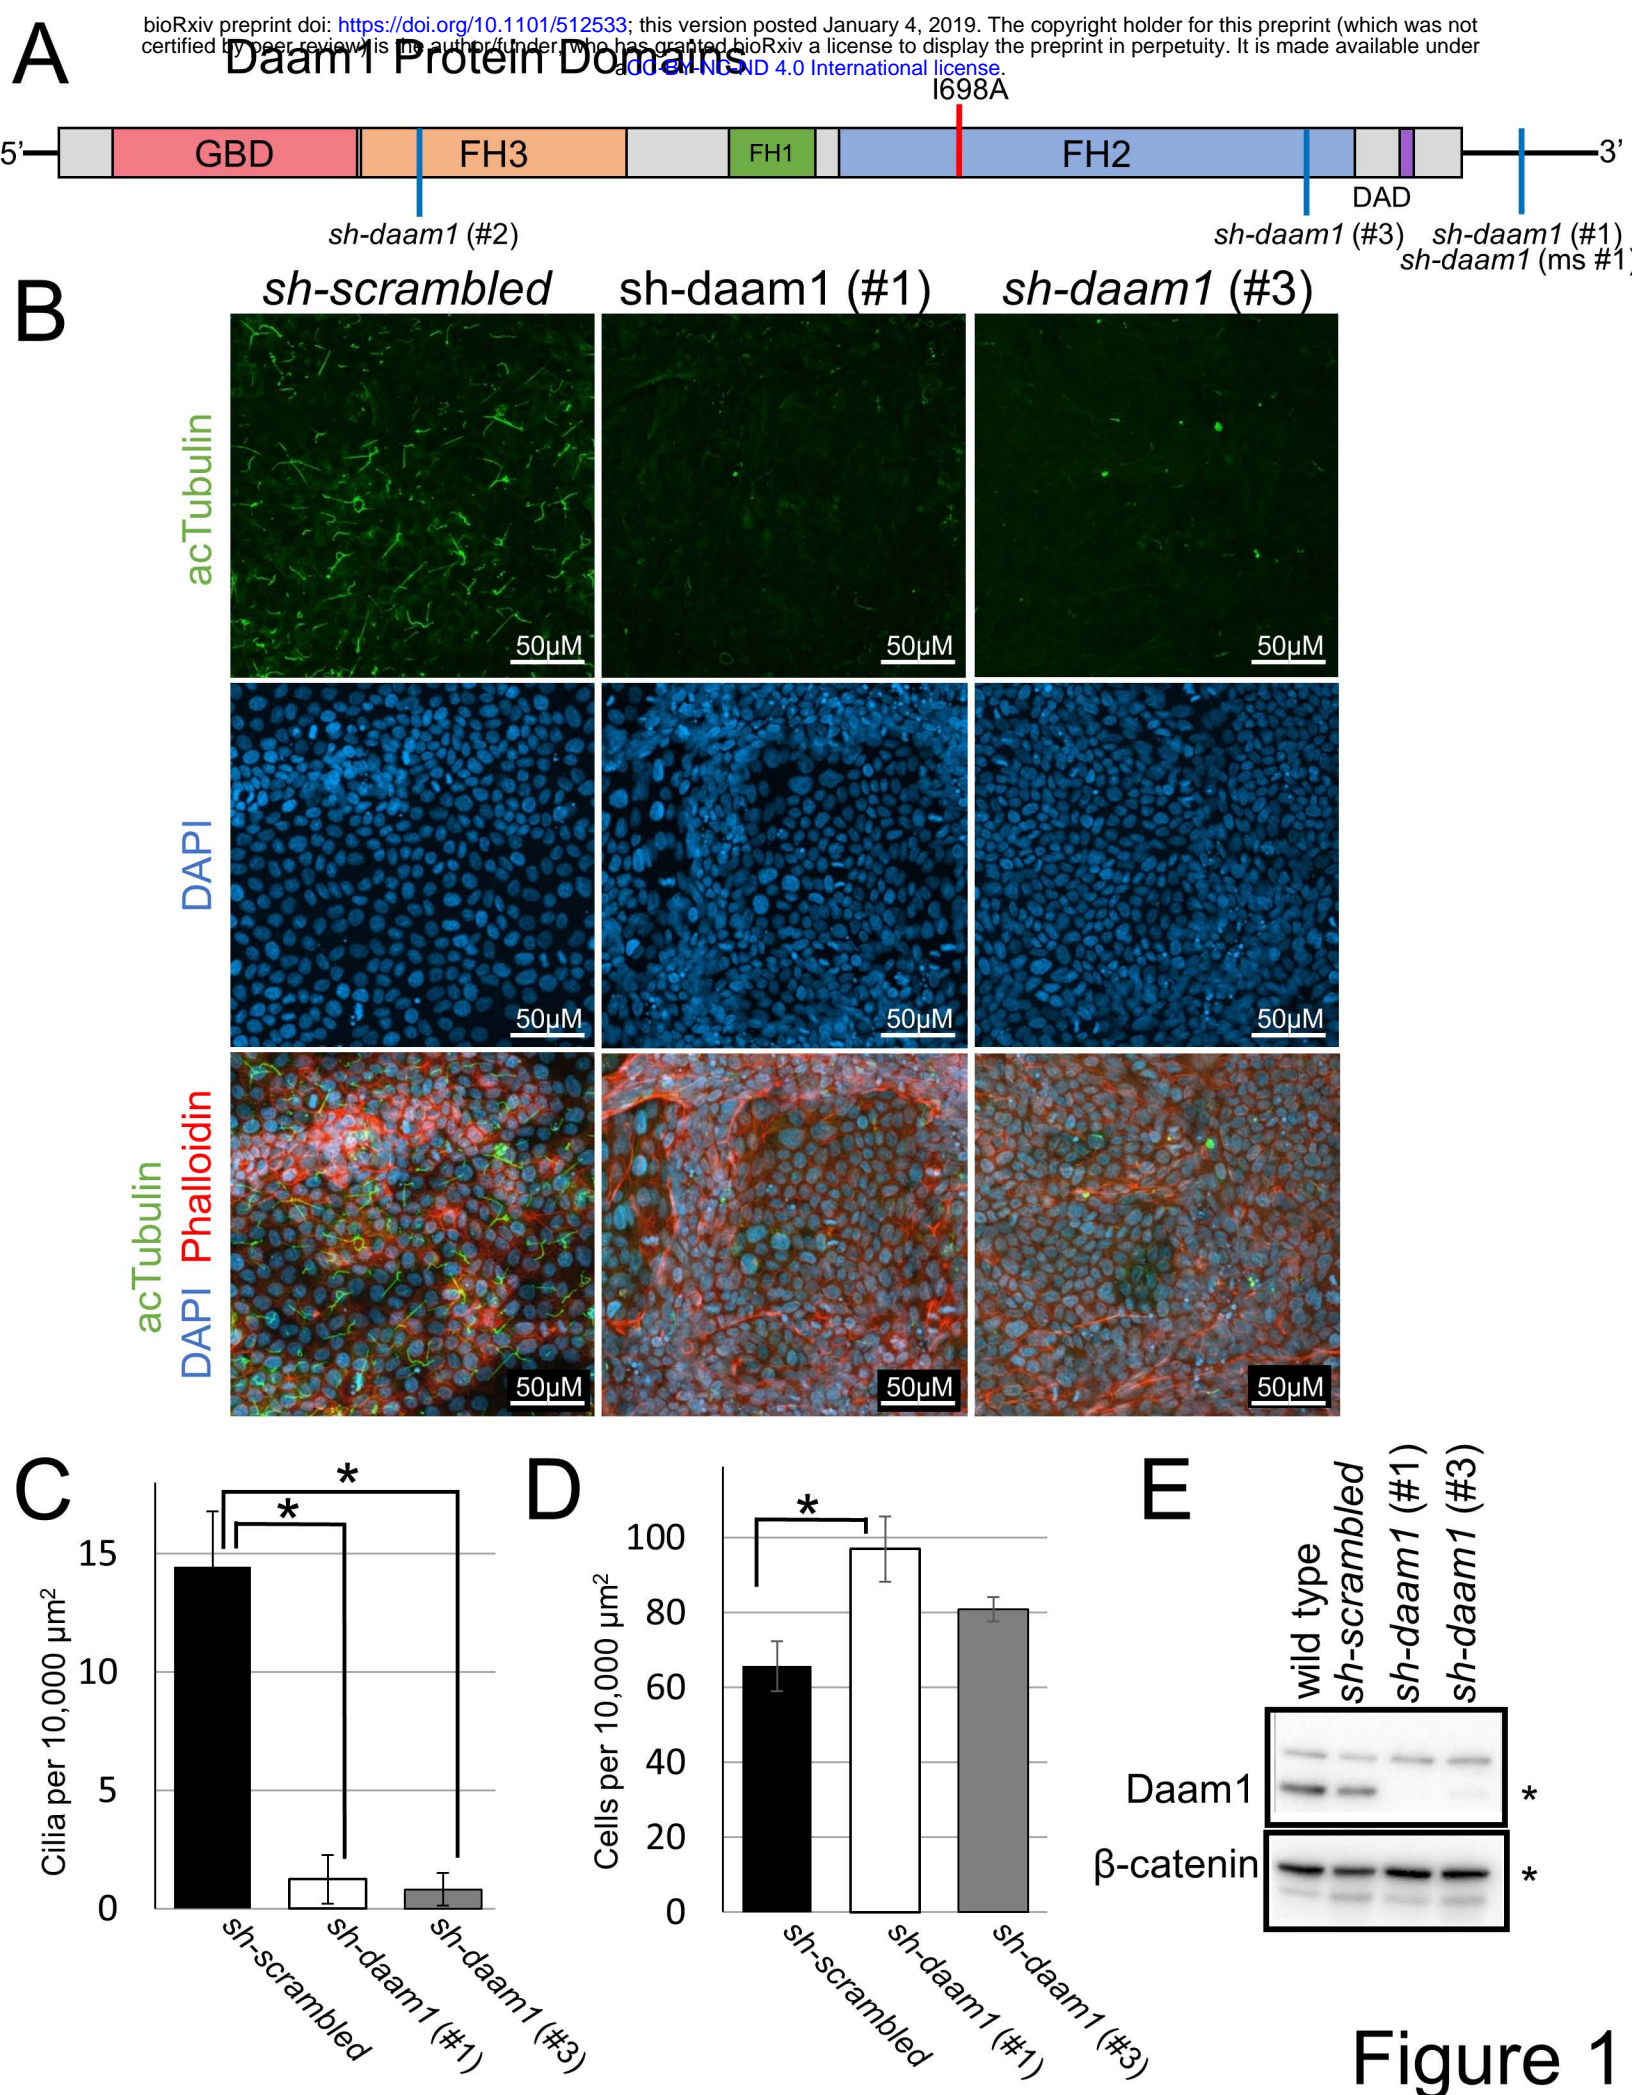 bioRxiv preprint doi: https://doi.org/10.1101/512533; this version posted January 4, 2019. The copyright holder for this preprint (which was not
certified by peer review) is the author/funder, who has granted bioRxiv a license to display the preprint in perpetuity. It is made available under
aCC-BY-NC-ND 4.0 International license.
A
Daam1 Protein Domains
I698A
5’
GBD
FH3
FH1
FH2
3’
DAD
sh-daam1 (#2)
sh-daam1 (#3)
sh-daam1 (#1)
sh-daam1 (ms #1)
B
sh-scrambled
sh-daam1 (#1)
sh-daam1 (#3)
acTubulin
50µM
50µM
50µM
DAPI
50µM
50µM
50µM
acTubulin
DAPI Phalloidin
50µM
50µM
50µM
C
Cilia per 10,000 µm²
15
10
5
0
*
*
sh-scrambled
sh-daam1 (#1)
sh-daam1 (#3)
D
Cells per 10,000 µm²
100
80
60
40
20
0
*
sh-scrambled
sh-daam1 (#1)
sh-daam1 (#3)
E
wild type
sh-scrambled
sh-daam1 (#1)
sh-daam1 (#3)
Daam1
*
β-catenin
*
Figure 1